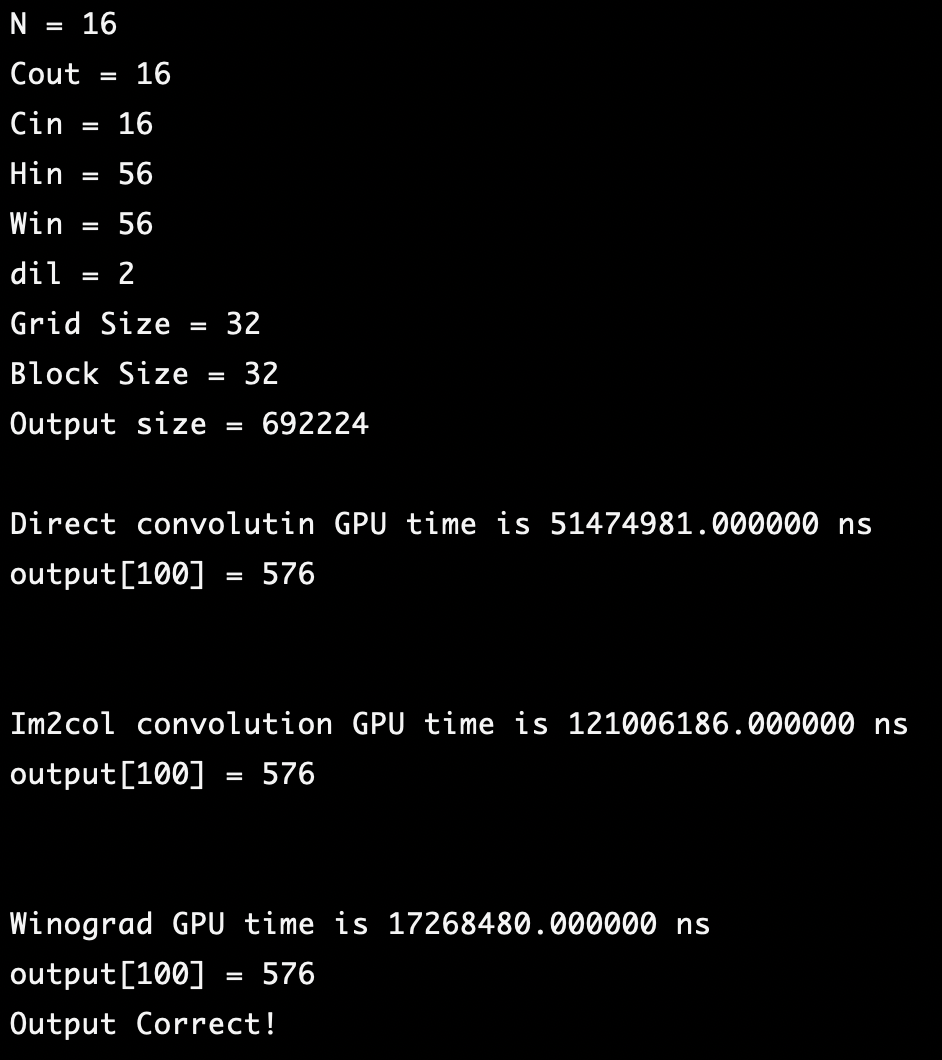 N = 16
Cout = 16
Cin = 16
Hin = 56
Win = 56
dil = 2
Grid Size = 32
Block Size = 32
Output size = 692224
Direct convolutin GPU time is 51474981.000000 ns
output[100] = 576
Im2col convolution GPU time is 121006186.000000 ns
output[100] = 576
Winograd GPU time is 17268480.000000 ns
output[100] = 576
Output Correct!